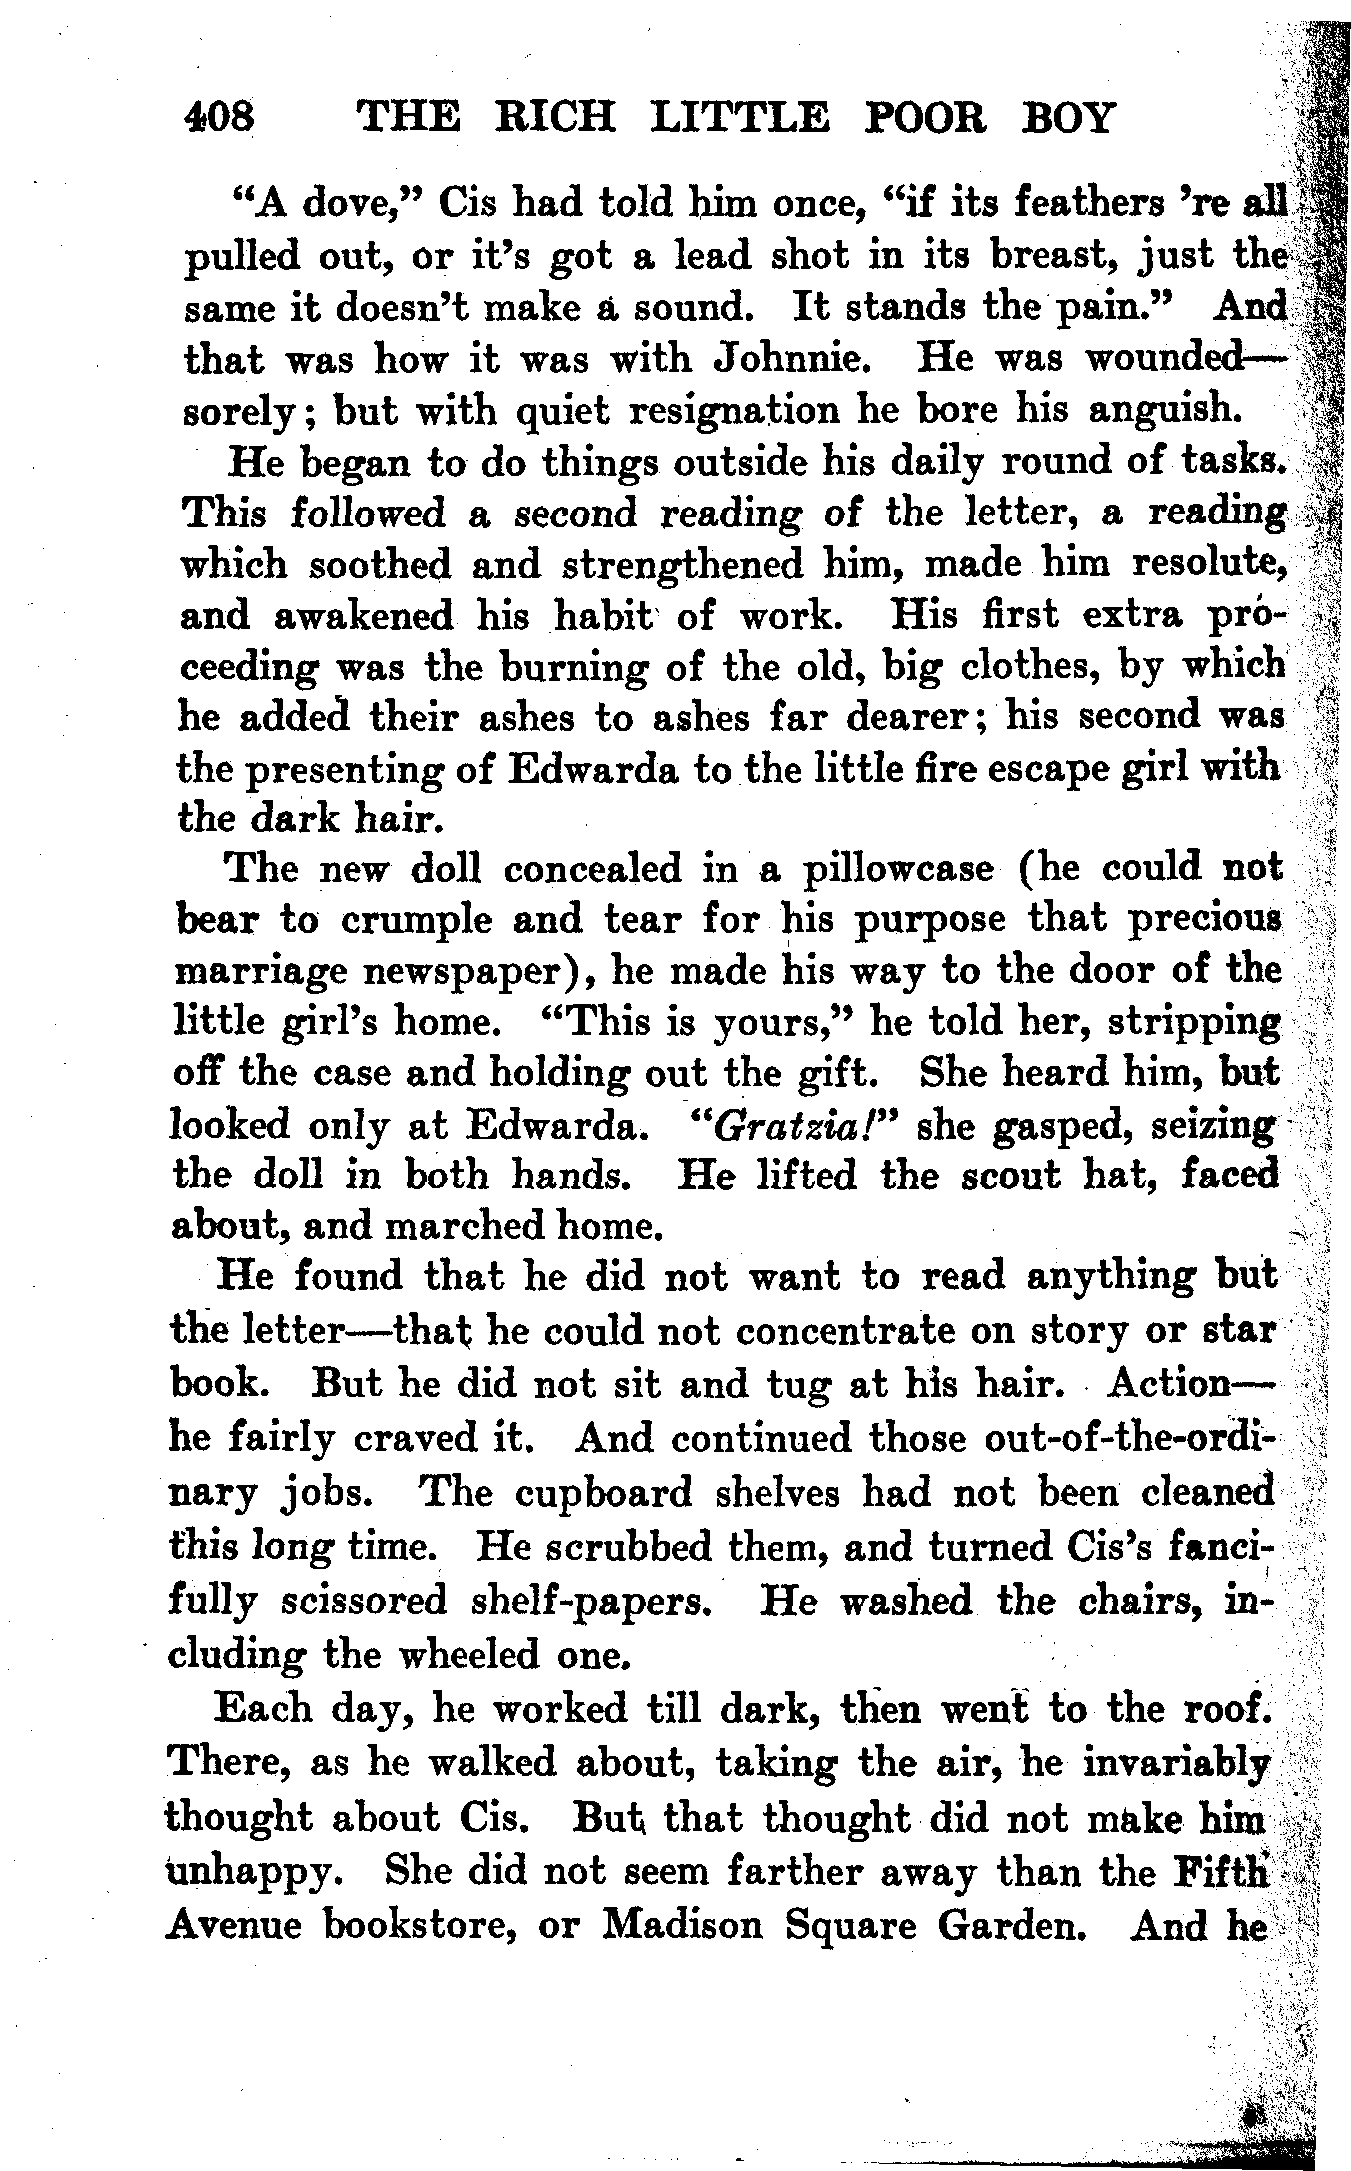 408 THE RICH LITTLE POOR BOY
“A dove,” Cis had told him once, “if its feathers ’re all
pulled out, or it’s got a lead shot in its breast, just the
same it doesn’t make a sound. It stands the pain.” And
that was how it was with Johnnie. He was wounded—
sorely; but with quiet resignation he bore his anguish.
He began to do things outside his daily round of tasks.
This followed a second reading of the letter, a reading
which soothed and strengthened him, made him resolute,
and awakened his habit of work. His first extra pro-
ceeding was the burning of the old, big clothes, by which
he added their ashes to ashes far dearer; his second was
the presenting of Edwarda to the little fire escape girl with
the dark hair.
The new doll concealed in a pillowcase (he could not
bear to crumple and tear for his purpose that precious
marriage newspaper), he made his way to the door of the
little girl’s home. “This is yours,” he told her, stripping
off the case and holding out the gift. She heard him, but
looked only at Edwarda. “Gratzia!” she gasped, seizing
the doll in both hands. He lifted the scout hat, faced
about, and marched home.
He found that he did not want to read anything but
the letter—that he could not concentrate on story or star
book. But he did not sit and tug at his hair. Action—
he fairly craved it. And continued those out-of-the-ordi-
nary jobs. The cupboard shelves had not been cleaned
this long time. He scrubbed them, and turned Cis’s fanci-
fully scissored shelf-papers. He washed the chairs, in-
cluding the wheeled one.
Each day, he worked till dark, then went to the roof.
There, as he walked about, taking the air, he invariably
thought about Cis. But that thought did not make him
unhappy. She did not seem farther away than the Fifth
Avenue bookstore, or Madison Square Garden. And he